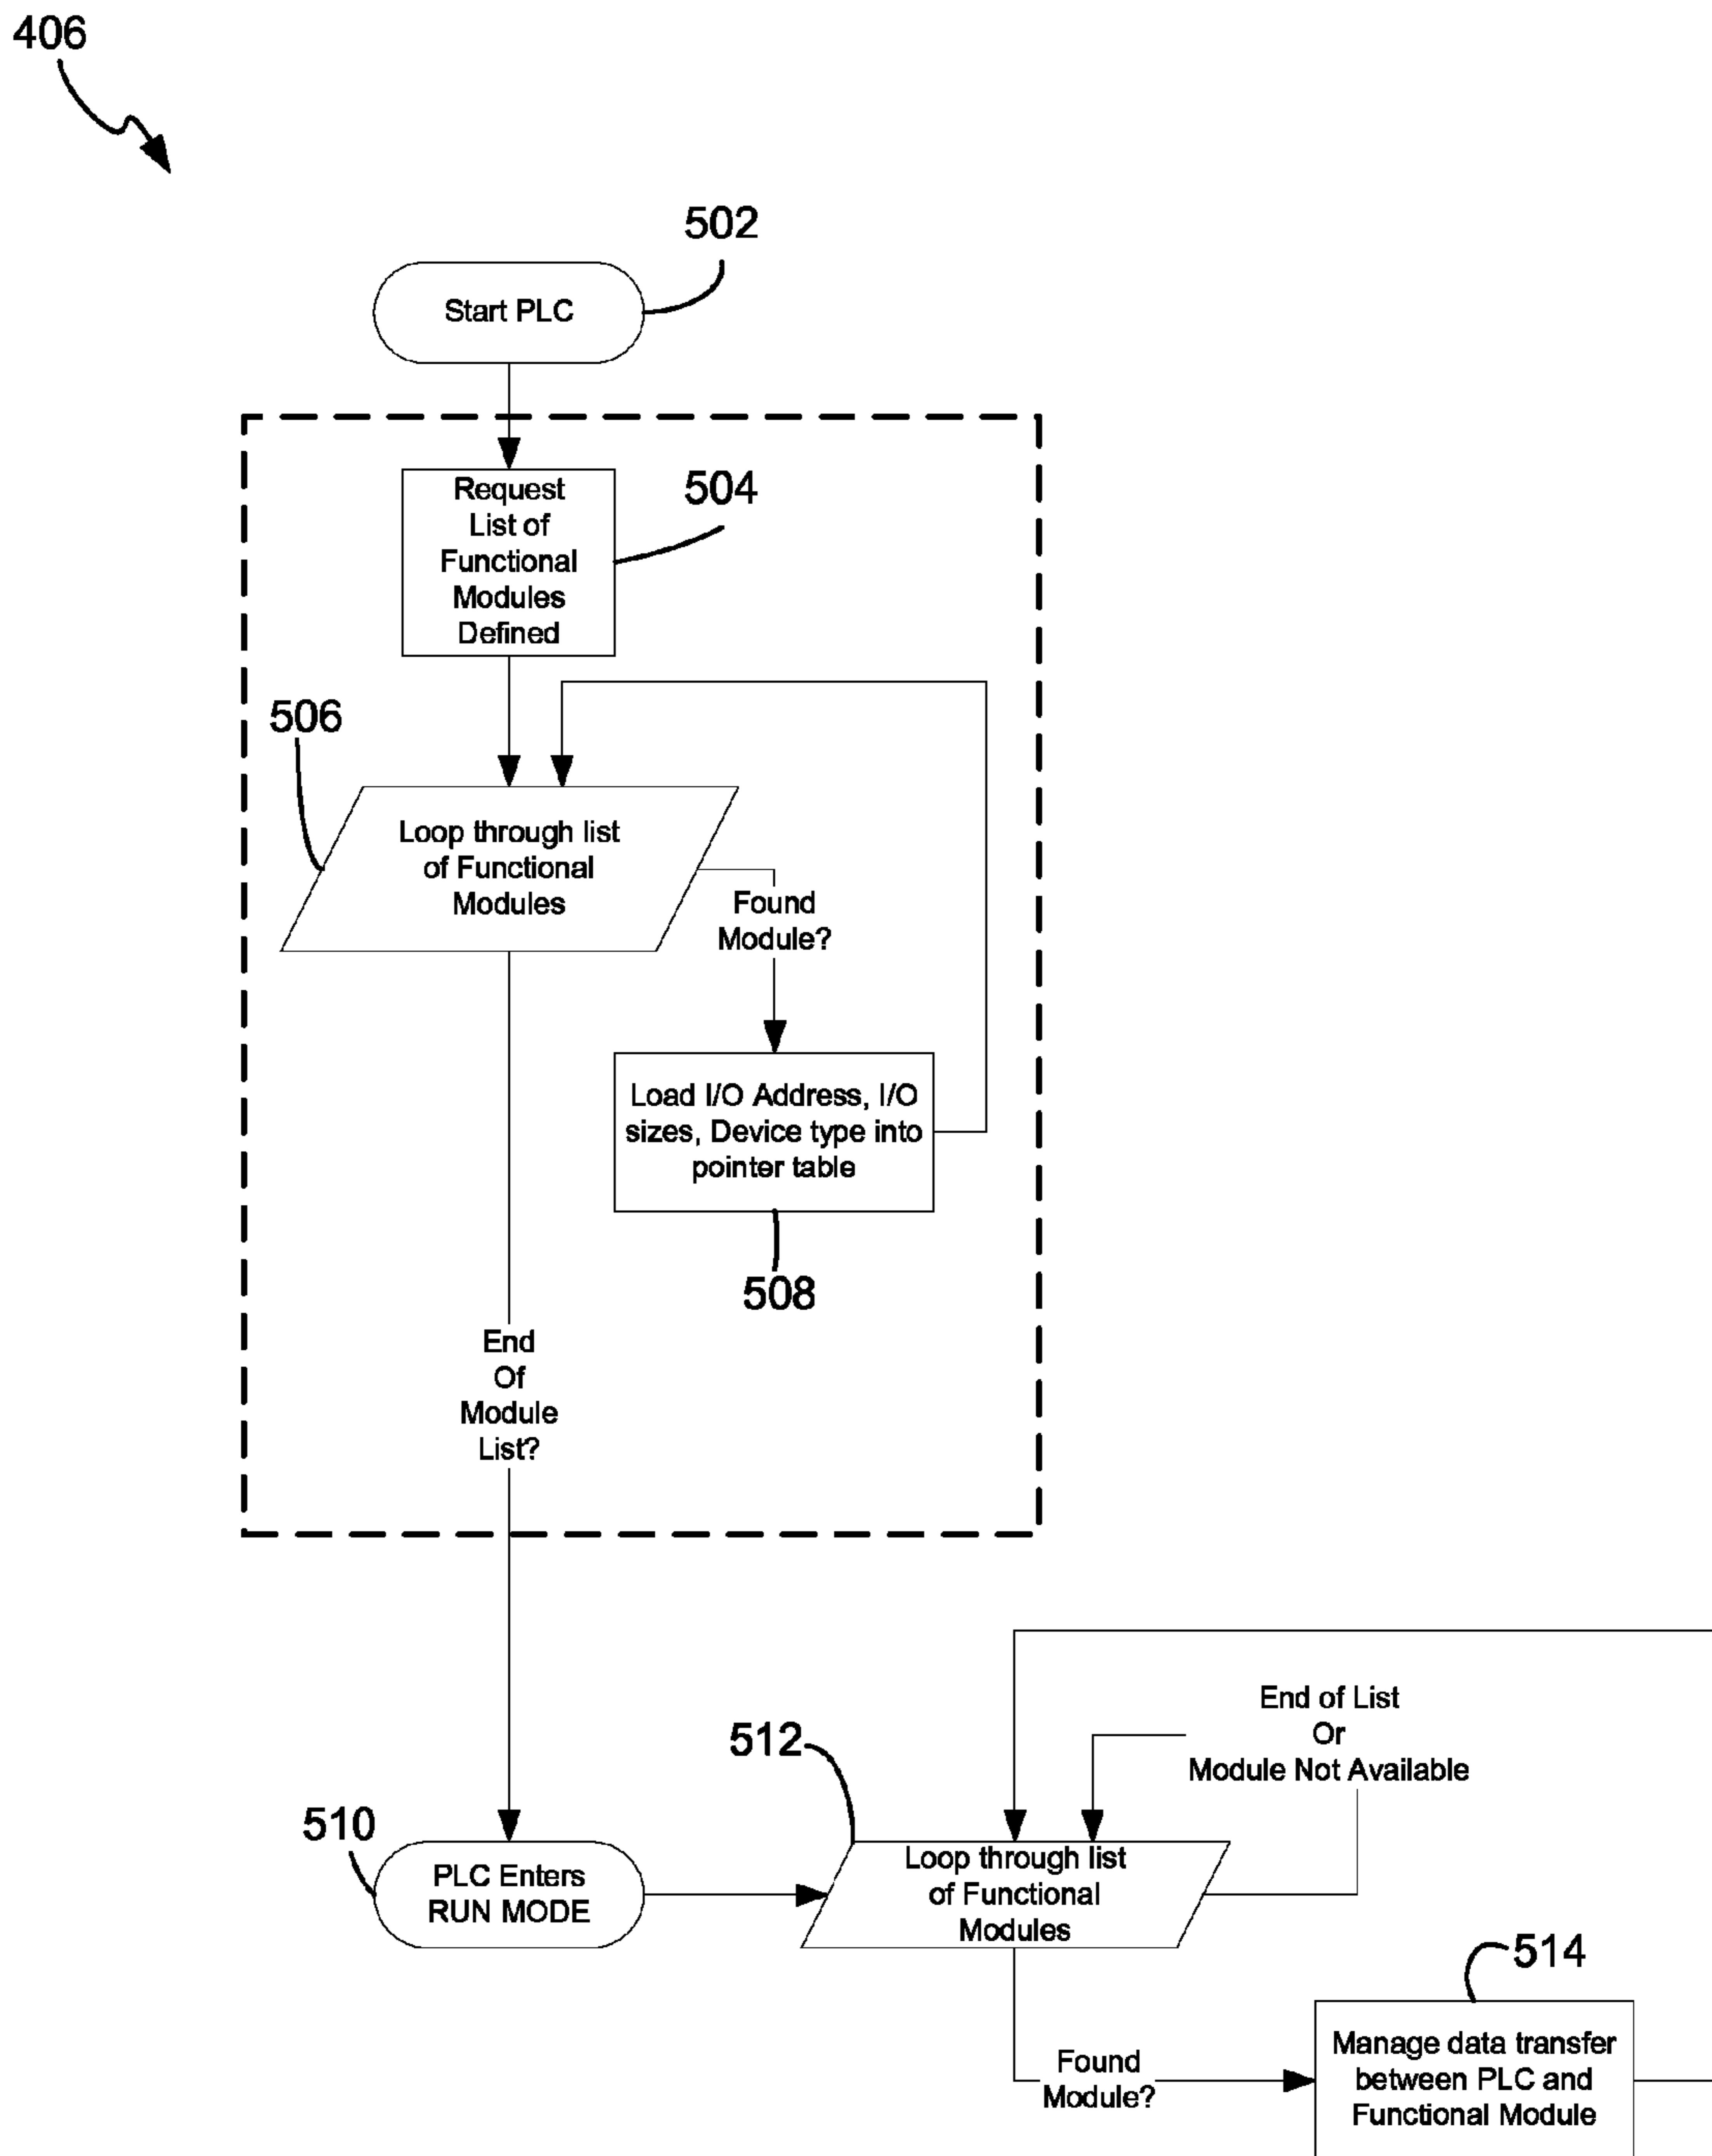 406
502
Start PLC
504
Request
List of
Functional
Modules
Defined
506
Loop through list
of Functional
Modules
Found
Module?
Load I/O Address, I/O
sizes, Device type into
pointer table
508
End
Of
Module
List?
End of List
Or
Module Not Available
512
510
PLC Enters
RUN MODE
Loop through list
of Functional
Modules
514
Found
Module?
Manage data transfer
between PLC and
Functional Module